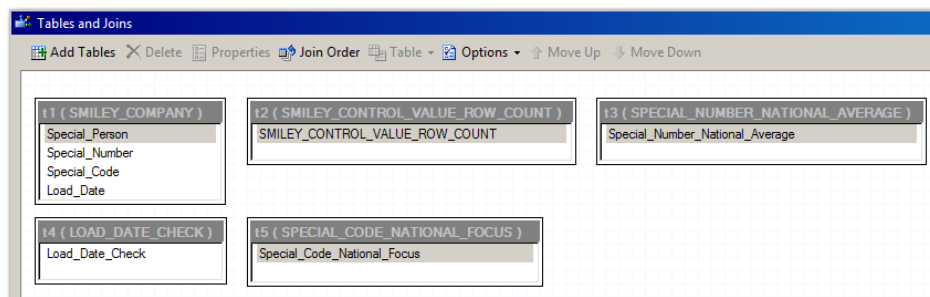 Tables and Joins
Add Tables Delete Properties Join Order Table Options Move Up Move Down
t1 ( SMILEY_COMPANY ) t2 ( SMILEY_CONTROL_VALUE_ROW_COUNT ) t3 ( SPECIAL_NUMBER_NATIONAL_AVERAGE )
Special_Person SMILEY_CONTROL_VALUE_ROW_COUNT Special_Number_National_Average
Special_Number
Special_Code
Load_Date
t4 ( LOAD_DATE_CHECK ) t5 ( SPECIAL_CODE_NATIONAL_FOCUS )
Load_Date_Check Special_Code_National_Focus